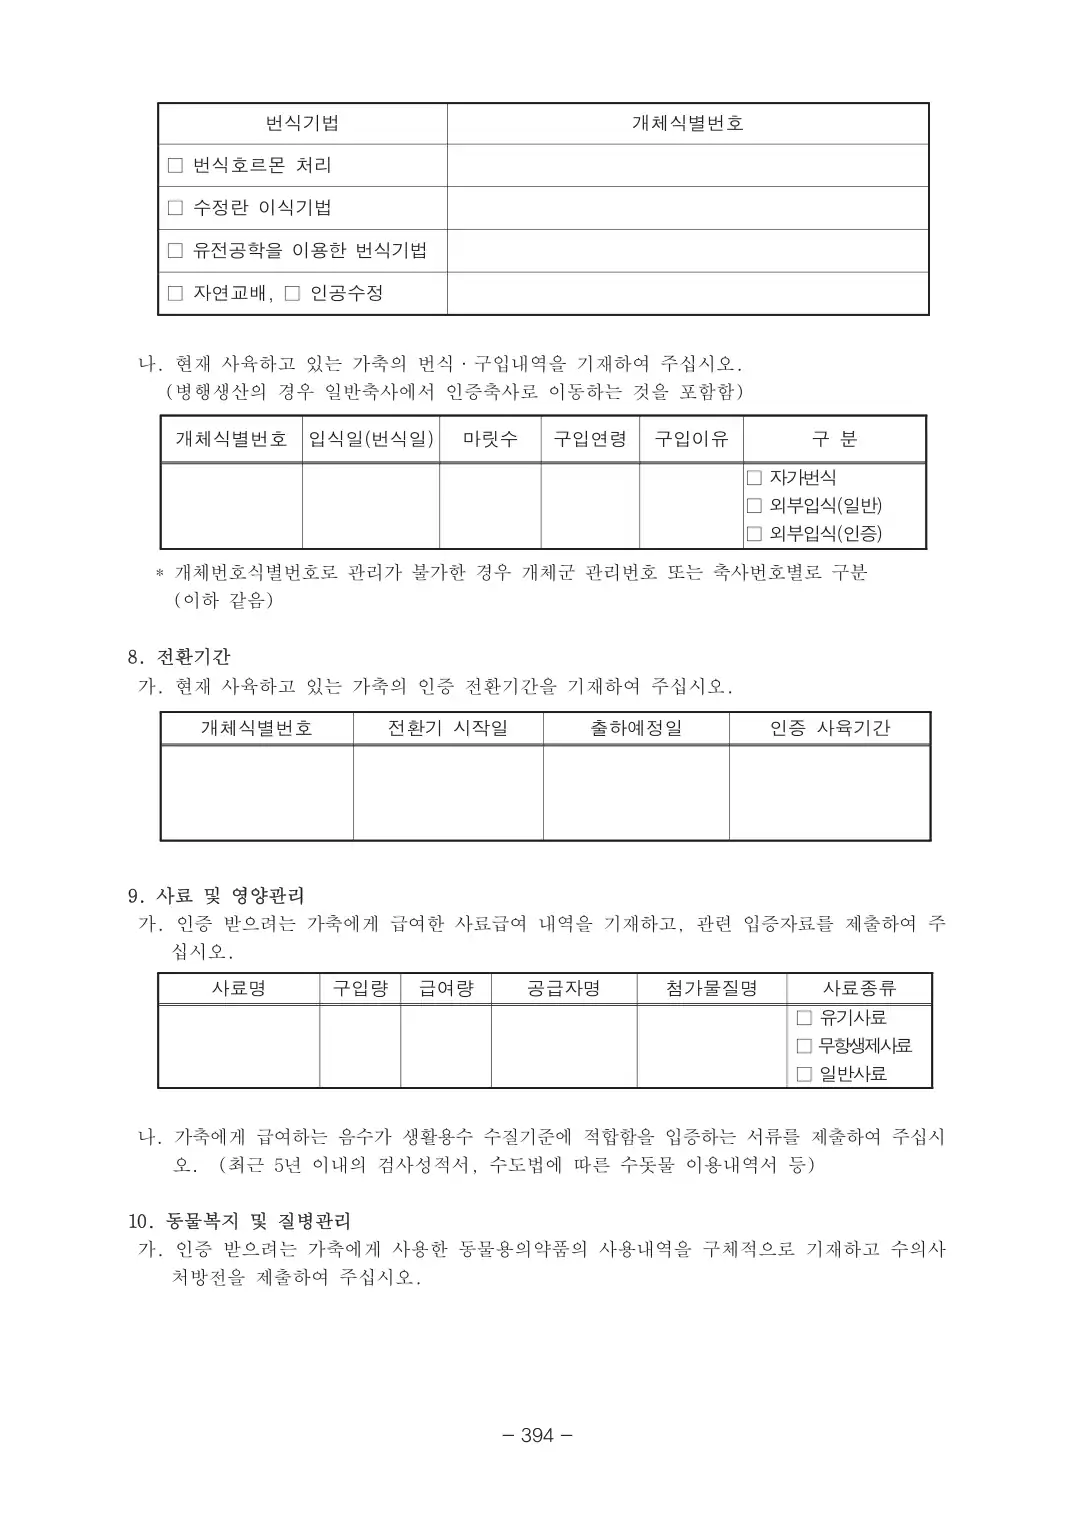 번식기법 개체식별번호
□ 번식호르몬 처리
□ 수정란 이식기법
□ 유전공학을 이용한 번식기법
□ 자연교배, □ 인공수정
나. 현재 사육하고 있는 가축의 번식·구입내역을 기재하여 주십시오.
(병행생산의 경우 일반축사에서 인증축사로 이동하는 것을 포함함)
개체식별번호 입식일(번식일) 마릿수 구입연령 구입이유 구 분
□ 자가번식
□ 외부입식(일반)
□ 외부입식(인증)
* 개체번호식별번호로 관리가 불가한 경우 개체군 관리번호 또는 축사번호별로 구분
(이하 같음)
8. 전환기간
가. 현재 사육하고 있는 가축의 인증 전환기간을 기재하여 주십시오.
개체식별번호 전환기 시작일 출하예정일 인증 사육기간
9. 사료 및 영양관리
가. 인증 받으려는 가축에게 급여한 사료급여 내역을 기재하고, 관련 입증자료를 제출하여 주
십시오.
사료명 구입량 급여량 공급자명 첨가물질명 사료종류
□ 유기사료
□ 무항생제사료
□ 일반사료
나. 가축에게 급여하는 음수가 생활용수 수질기준에 적합함을 입증하는 서류를 제출하여 주십시
오. (최근 5년 이내의 검사성적서, 수도법에 따른 수돗물 이용내역서 등)
10. 동물복지 및 질병관리
가. 인증 받으려는 가축에게 사용한 동물용의약품의 사용내역을 구체적으로 기재하고 수의사
처방전을 제출하여 주십시오.
- 394 -